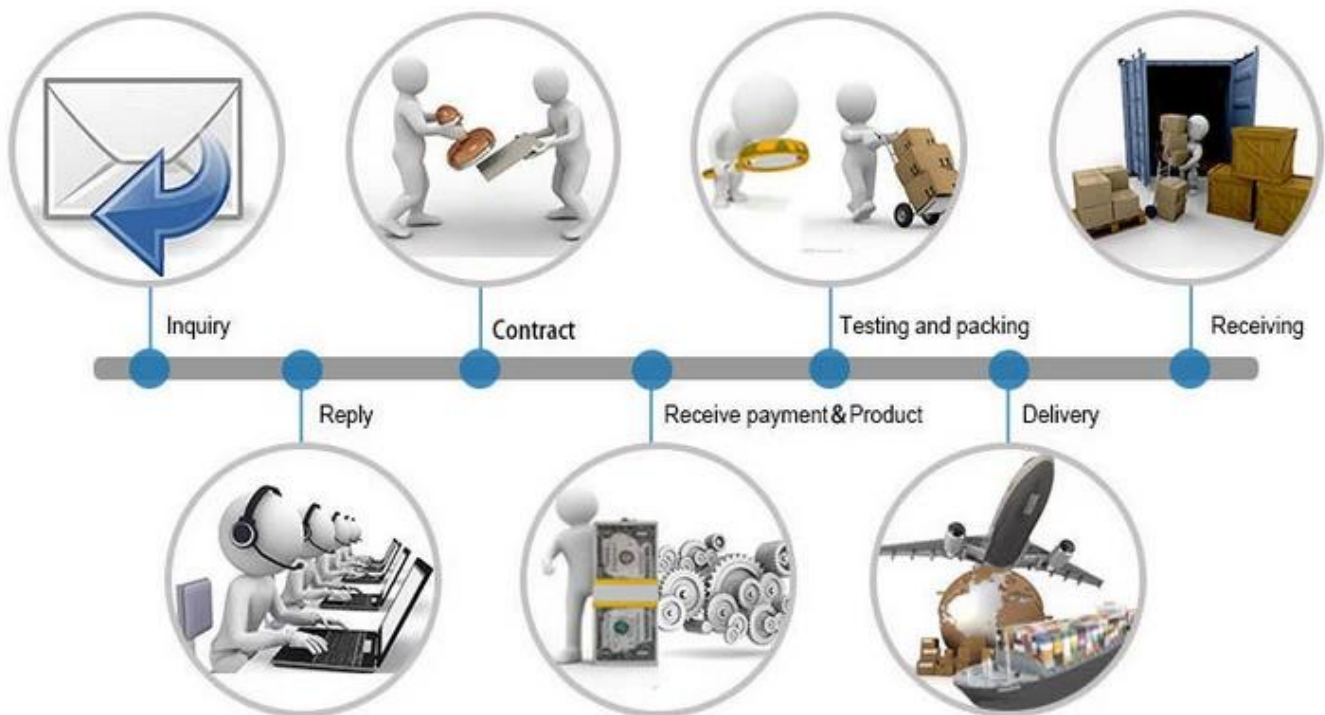 Inquiry
Contract
Testing and packing
Receiving
Reply
Receive payment & Product
Delivery